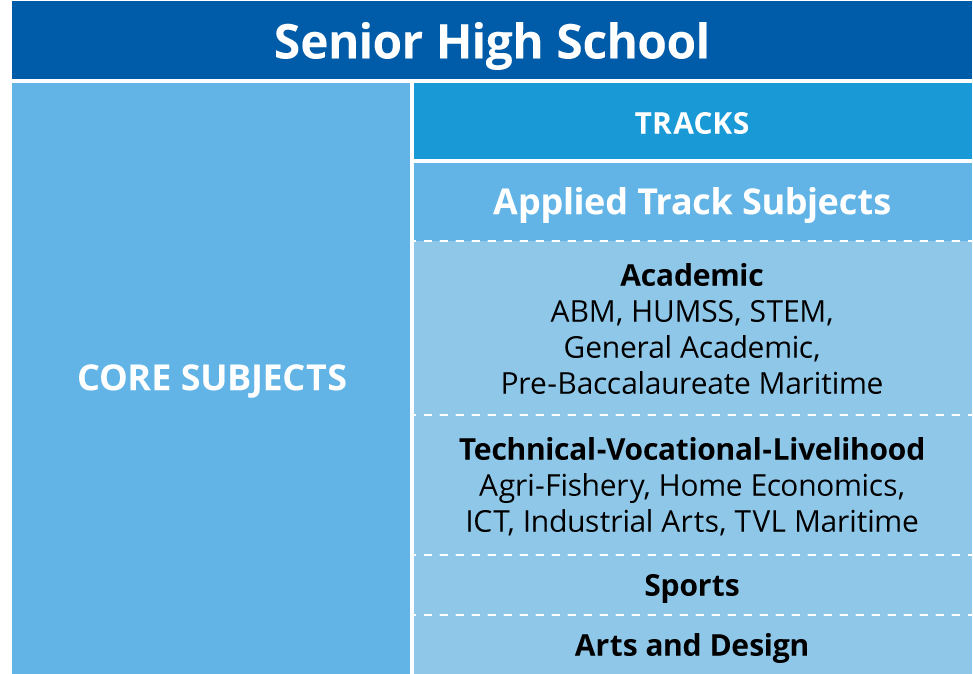 Senior High School
CORE SUBJECTS
TRACKS
Applied Track Subjects
Academic
ABM, HUMSS, STEM,
General Academic,
Pre-Baccalaureate Maritime
Technical-Vocational-Livelihood
Agri-Fishery, Home Economics,
ICT, Industrial Arts, TVL Maritime
Sports
Arts and Design